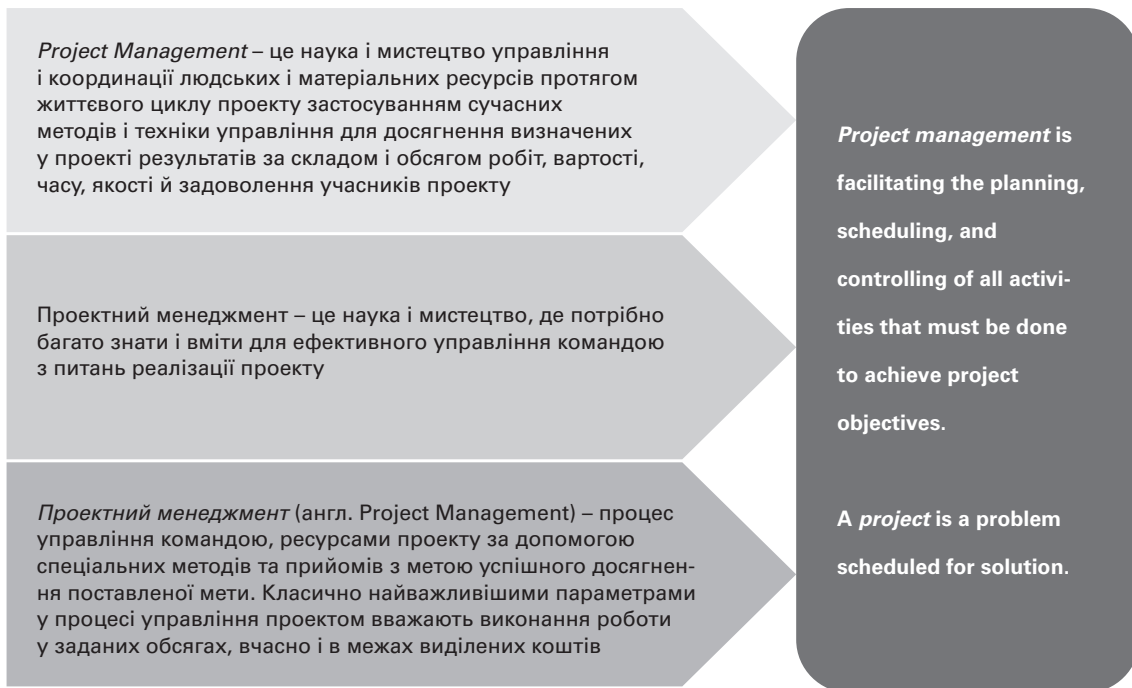 Project Management – це наука і мистецтво управління
і координації людських і матеріальних ресурсів протягом
життєвого циклу проекту застосуванням сучасних
методів і техніки управління для досягнення визначених
у проекті результатів за складом і обсягом робіт, вартості,
часу, якості й задоволення учасників проекту
Проектний менеджмент – це наука і мистецтво, де потрібно
багато знати і вміти для ефективного управління командою
з питань реалізації проекту
Проектний менеджмент (англ. Project Management) – процес
управління командою, ресурсами проекту за допомогою
спеціальних методів та прийомів з метою успішного досягнен-
ня поставленої мети. Класично найважливішими параметрами
у процесі управління проектом вважають виконання роботи
у заданих обсягах, вчасно і в межах виділених коштів
Project management is
facilitating the planning,
scheduling, and
controlling of all activi-
ties that must be done
to achieve project
objectives.
A project is a problem
scheduled for solution.